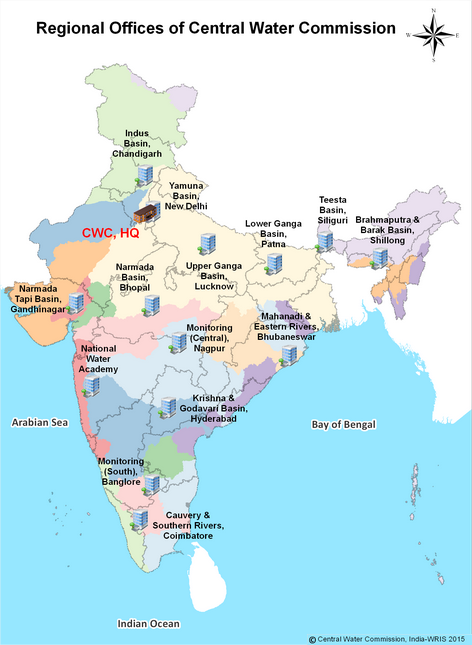 Regional Offices of Central Water Commission
N
W
E
S
Indus
Basin,
Chandigarh
Yamuna
Basin,
New Delhi
CWC, HQ
Teesta
Basin,
Siliguri
Brahmaputra &
Barak Basin,
Shillong
Lower Ganga
Basin,
Patna
Upper Ganga
Basin,
Lucknow
Narmada
Basin,
Bhopal
Narmada
Tapi Basin,
Gandhinagar
Mahanadi &
Eastern Rivers,
Bhubaneswar
Monitoring
(Central),
Nagpur
National
Water
Academy
Krishna &
Godavari Basin,
Hyderabad
Arabian Sea
Bay of Bengal
Monitoring
(South),
Banglore
Cauvery &
Southern Rivers,
Coimbatore
Indian Ocean
© Central Water Commission, India-WRIS 2015